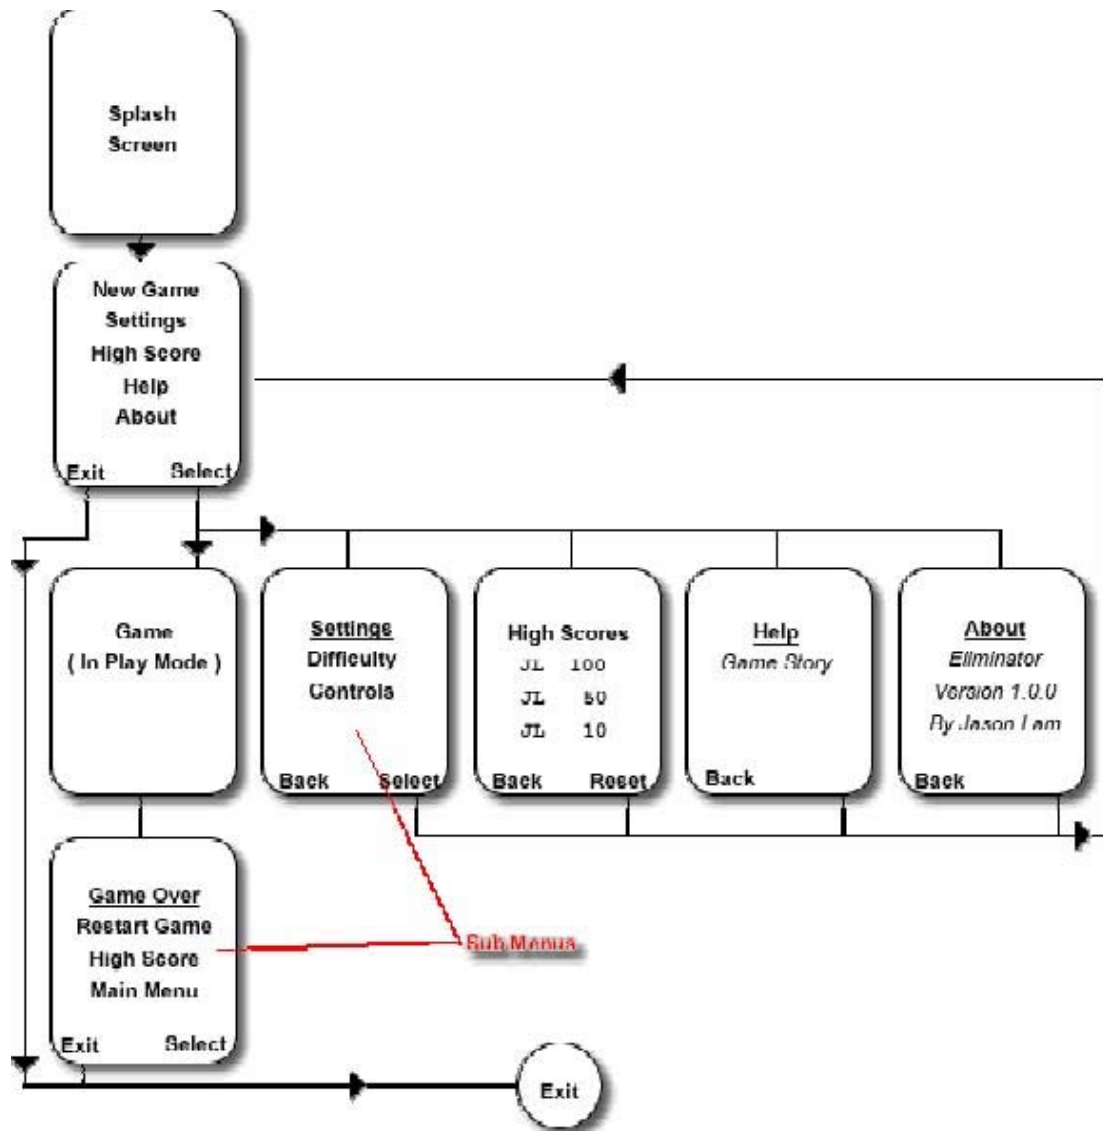 Splash
Screen
New Game
Settings
High Score
Help
About
Exit Select
Game
( In Play Mode )
Settings
Difficulty
Controls
Back Select
High Scores
JL 100
JL 50
JL 10
Back Reset
Help
Game Story
Back
About
Eliminator
Version 1.0.0
By Jason Lam
Back
Game Over
Restart Game
High Score
Main Menu
Exit Select
Sub Menus
Exit